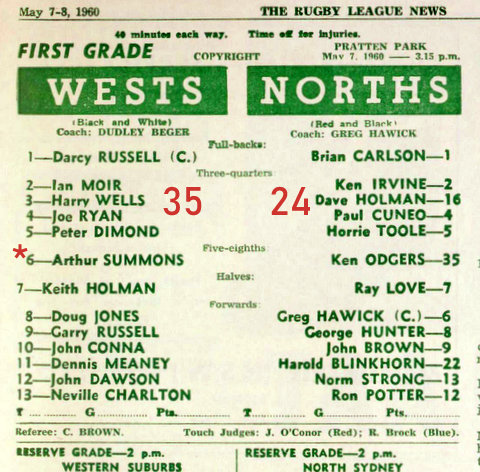 May 7-8, 1960 THE RUGBY LEAGUE NEWS
40 minutes each way. Time off for injuries.
FIRST GRADE COPYRIGHT PRATTEN PARK
May 7, 1960 — 3.15 p.m.
WESTS NORTHS
(Black and White) (Red and Black)
Coach: DUDLEY BEGER Coach: GREG HAWICK
Full-backs:
1—Darcy RUSSELL (C.) Brian CARLSON—1
Three-quarters
2—Ian MOIR Ken IRVINE—2
3—Harry WELLS 35 24 Dave HOLMAN—16
4—Joe RYAN Paul CUNEO—4
5—Peter DIMOND Horrie TOOLE—5
Five-eighths
*6—Arthur SUMMONS Ken ODGERS—35
Halves:
7—Keith HOLMAN Ray LOVE—7
Forwards:
8—Doug JONES Greg HAWICK (C.)—6
9—Garry RUSSELL George HUNTER—8
10—John CONNA John BROWN—9
11—Dennis MEANEY Harold BLINKHORN—22
12—John DAWSON Norm STRONG—13
13—Neville CHARLTON Ron POTTER—12
T ........ G ........ Pts. ........ T ........ G ........ Pts. ........
Referee: C. BROWN. Touch Judges: J. O'Conor (Red); R. Brock (Blue).
RESERVE GRADE—2 p.m. RESERVE GRADE—2 p.m.
WESTERN SUBURBS NORTH SYDNEY